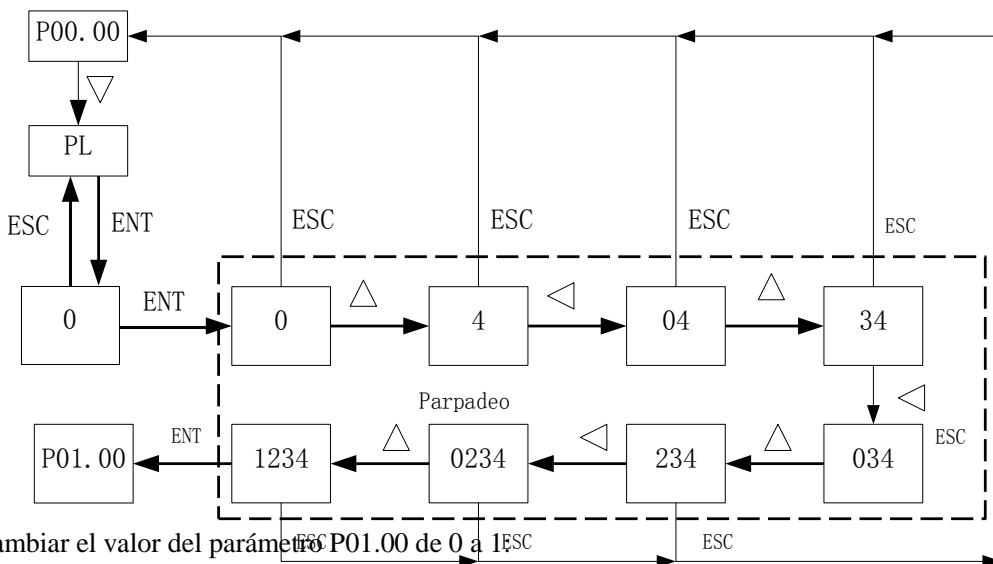 P00.00
PL
ESC ENT
ESC ESC ESC ESC
0 ENT 0 4 04 34
Parpadeo
P01.00 ENT 1234 0234 234 034 ESC
ambiar el valor del parámetro P01.00 de 0 a 1:
ESC ESC ESC